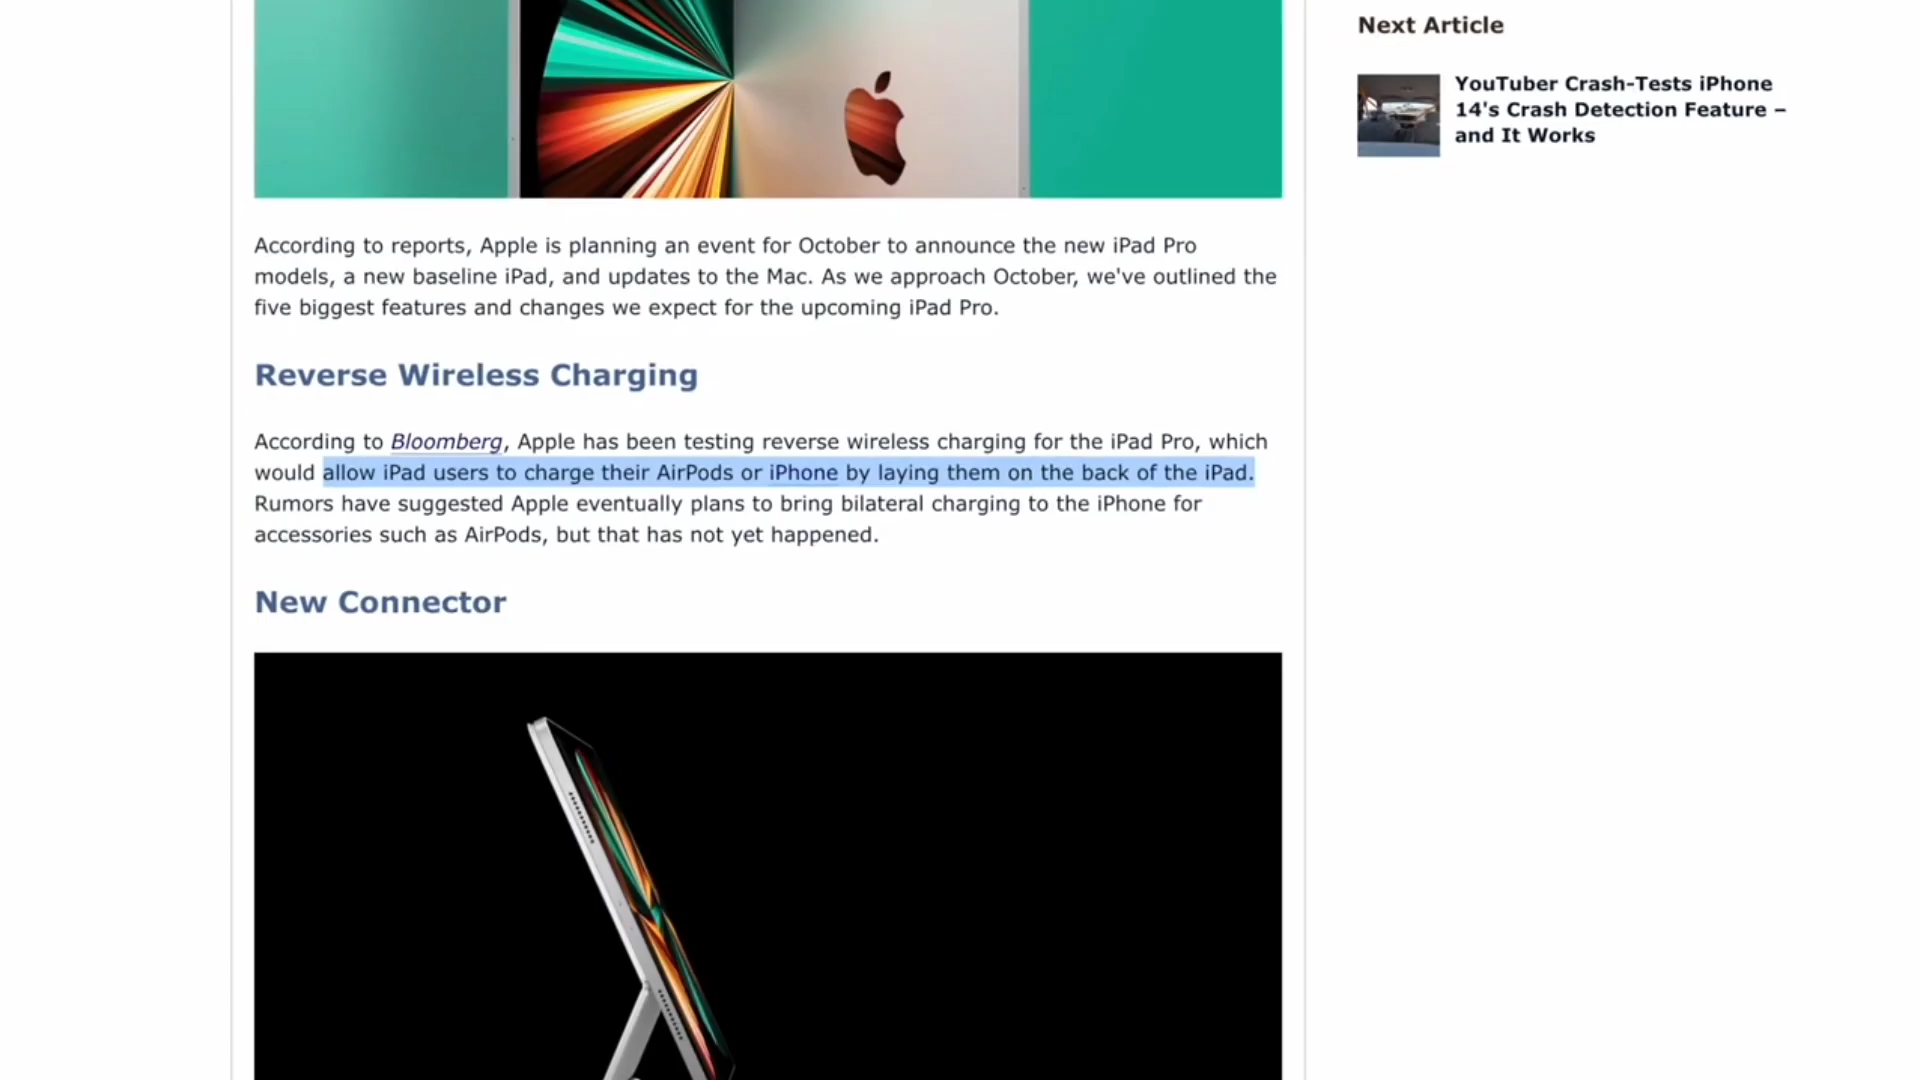 According to reports, Apple is planning an event for October to announce the new iPad Pro
models, a new baseline iPad, and updates to the Mac. As we approach October, we've outlined the
five biggest features and changes we expect for the upcoming iPad Pro.
Reverse Wireless Charging
According to Bloomberg, Apple has been testing reverse wireless charging for the iPad Pro, which
would allow iPad users to charge their AirPods or iPhone by laying them on the back of the iPad.
Rumors have suggested Apple eventually plans to bring bilateral charging to the iPhone for
accessories such as AirPods, but that has not yet happened.
New Connector
Next Article
YouTuber Crash-Tests iPhone
14's Crash Detection Feature –
and It Works